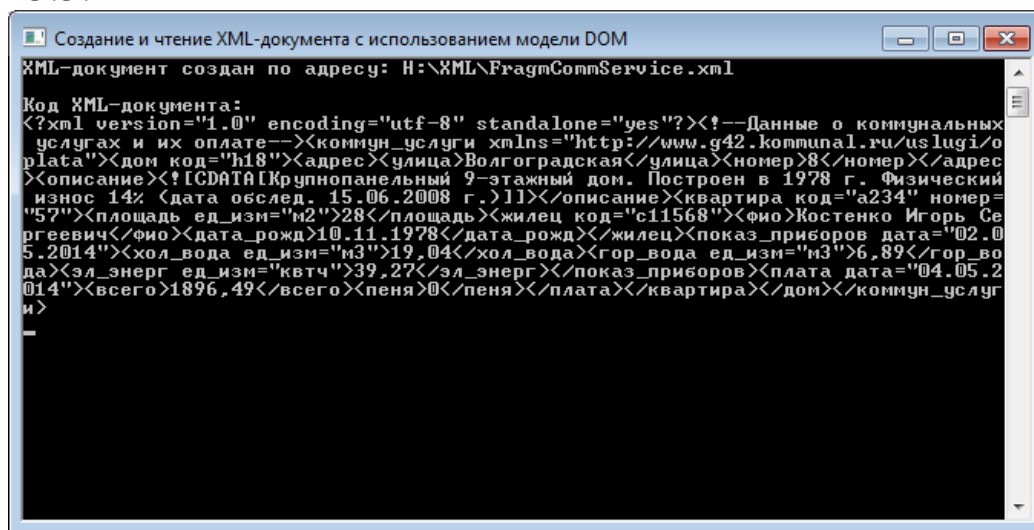 Создание и чтение XML-документа с использованием модели DOM
XML-документ создан по адресу: H:\XML\FragmCommService.xml
Код XML-документа:
<?xml version="1.0" encoding="utf-8" standalone="yes"?><!--Данные о коммунальных
услугах и их оплате--><коммун_услуги xmlns="http://www.g42.kommunal.ru/uslugi/o
plata"><дом код="h18"><адрес><улица>Волгоградская</улица><номер>8</номер></адрес
><описание><![CDATA[Крупнопанельный 9-этажный дом. Построен в 1978 г. Физический
износ 14% (дата обслед. 15.06.2008 г.)]]></описание><квартира код="a234" номер=
"57"><площадь ед_изм="м2">28</площадь><жилец код="c11568"><фио>Костенко Игорь Се
ргеевич</фио><дата_рожд>10.11.1978</дата_рожд></жилец><показ_приборов дата="02.0
5.2014"><хол_вода ед_изм="м3">19,04</хол_вода><гор_вода ед_изм="м3">6,89</гор_во
да><эл_энерг ед_изм="квтч">39,27</эл_энерг></показ_приборов><плата дата="04.05.2
014"><всего>1896,49</всего><пеня>0</пеня></плата></квартира></дом></коммун_услуг
и>